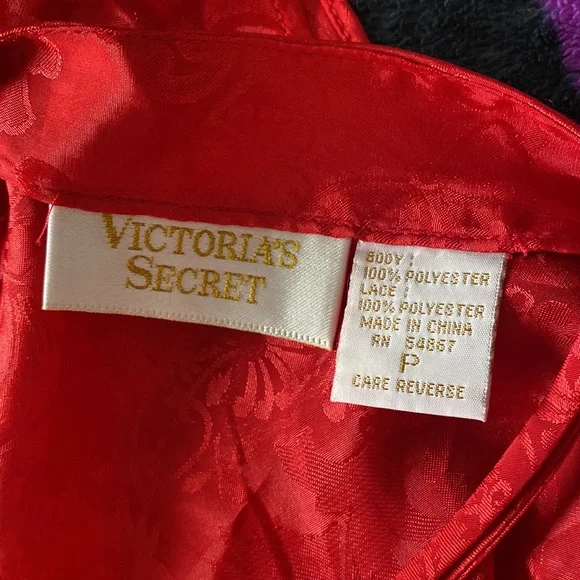 VICTORIA'S
SECRET
BODY:
100% POLYESTER
LACE:
100% POLYESTER
MADE IN CHINA
RN 54867
P
CARE REVERSE